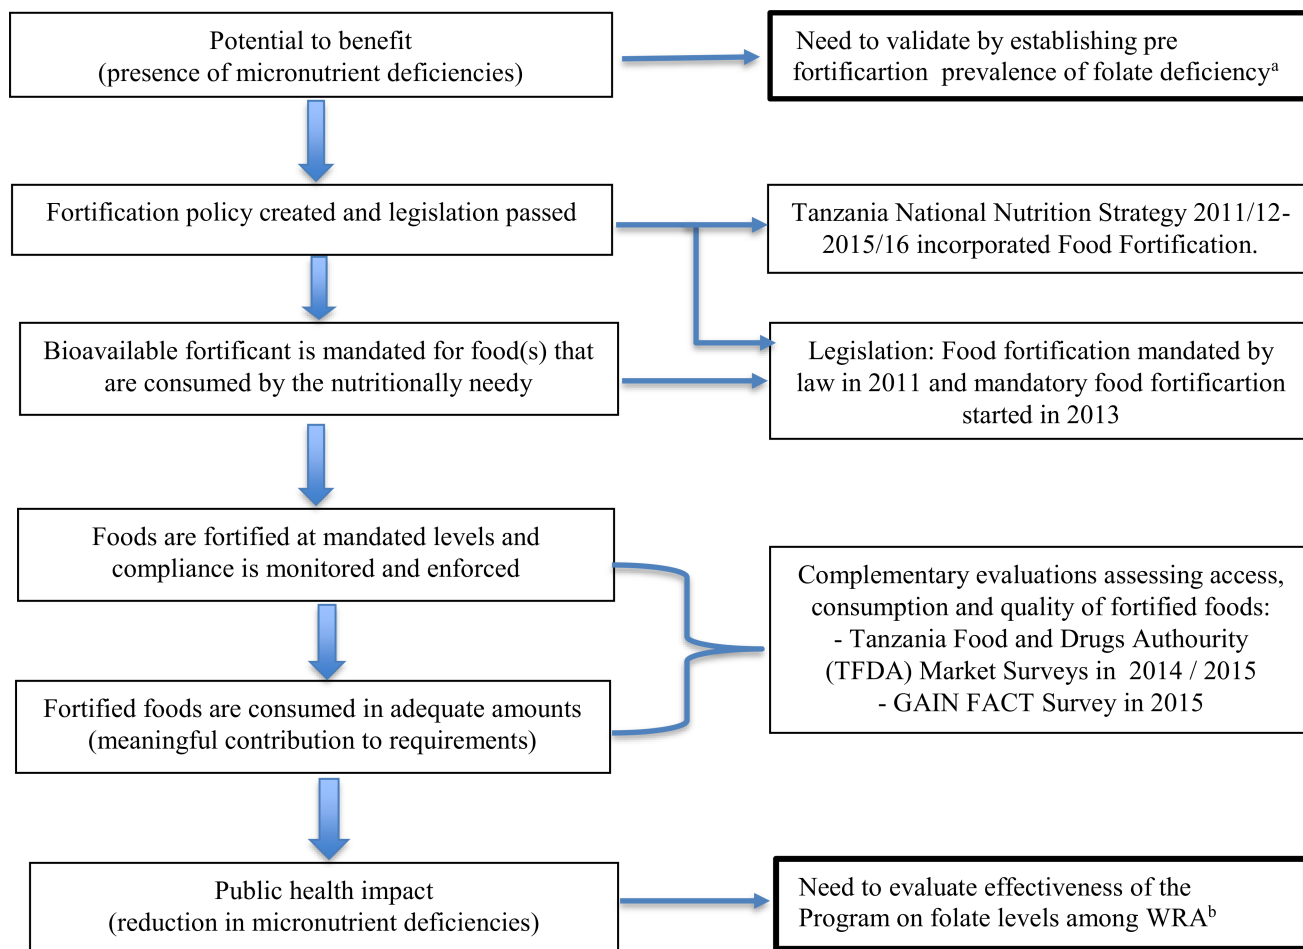 Potential to benefit
(presence of micronutrient deficiencies)
Need to validate by establishing pre
fortificartion prevalence of folate deficiencyᵃ
Fortification policy created and legislation passed
Tanzania National Nutrition Strategy 2011/12-
2015/16 incorporated Food Fortification.
Bioavailable fortificant is mandated for food(s) that
are consumed by the nutritionally needy
Legislation: Food fortification mandated by
law in 2011 and mandatory food fortificartion
started in 2013
Foods are fortified at mandated levels and
compliance is monitored and enforced
Complementary evaluations assessing access,
consumption and quality of fortified foods:
- Tanzania Food and Drugs Authourity
(TFDA) Market Surveys in 2014 / 2015
- GAIN FACT Survey in 2015
Fortified foods are consumed in adequate amounts
(meaningful contribution to requirements)
Public health impact
(reduction in micronutrient deficiencies)
Need to evaluate effectiveness of the
Program on folate levels among WRAᵇ